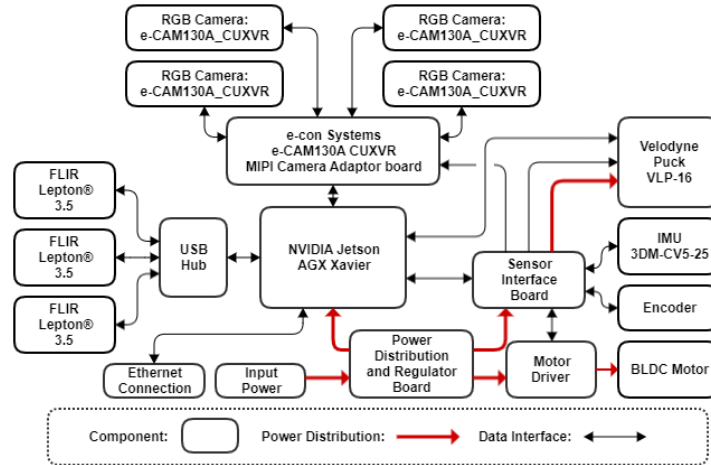 RGB Camera:
e-CAM130A_CUXVR
RGB Camera:
e-CAM130A_CUXVR
RGB Camera:
e-CAM130A_CUXVR
RGB Camera:
e-CAM130A_CUXVR
e-con Systems
e-CAM130A CUXVR
MIPI Camera Adaptor board
Velodyne
Puck
VLP-16
FLIR
Lepton®
3.5
FLIR
Lepton®
3.5
FLIR
Lepton®
3.5
USB
Hub
NVIDIA Jetson
AGX Xavier
Sensor
Interface
Board
IMU
3DM-CV5-25
Encoder
Ethernet
Connection
Input
Power
Power
Distribution
and Regulator
Board
Motor
Driver
BLDC Motor
Component:
Power Distribution:
Data Interface: